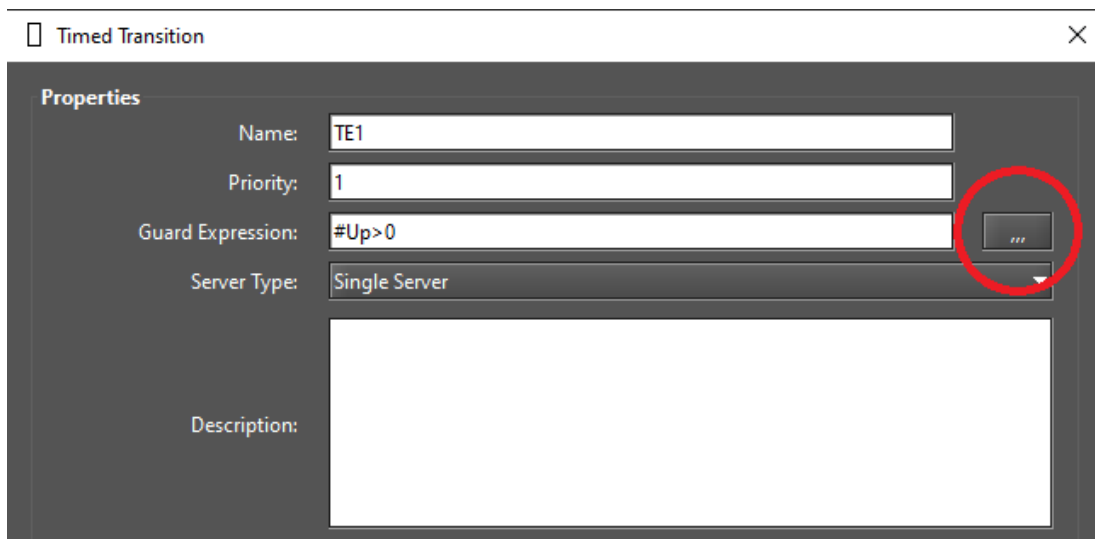 Timed Transition
Properties
Name: TE1
Priority: 1
Guard Expression: #Up>0 ,,,
Server Type: Single Server
Description: